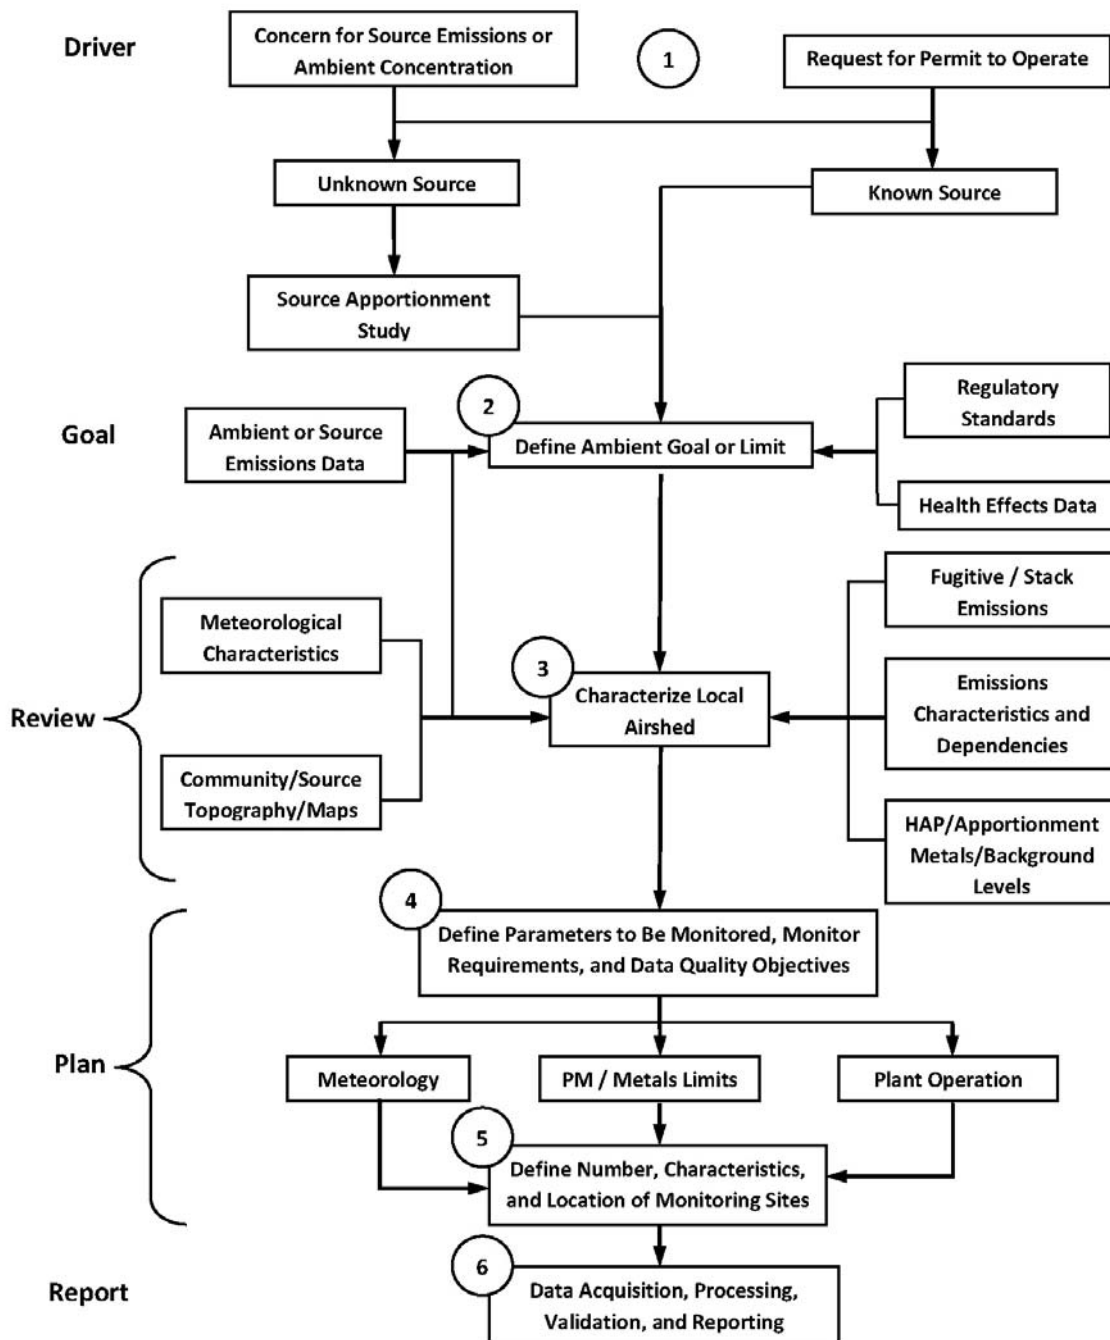 Driver
Concern for Source Emissions or
Ambient Concentration
1
Request for Permit to Operate
Unknown Source
Known Source
Source Apportionment
Study
Goal
2
Ambient or Source
Emissions Data
Define Ambient Goal or Limit
Regulatory
Standards
Health Effects Data
Review
Meteorological
Characteristics
Community/Source
Topography/Maps
3
Characterize Local
Airshed
Fugitive / Stack
Emissions
Emissions
Characteristics and
Dependencies
HAP/Apportionment
Metals/Background
Levels
4
Define Parameters to Be Monitored, Monitor
Requirements, and Data Quality Objectives
Plan
Meteorology
PM / Metals Limits
Plant Operation
5
Define Number, Characteristics,
and Location of Monitoring Sites
Report
6
Data Acquisition, Processing,
Validation, and Reporting